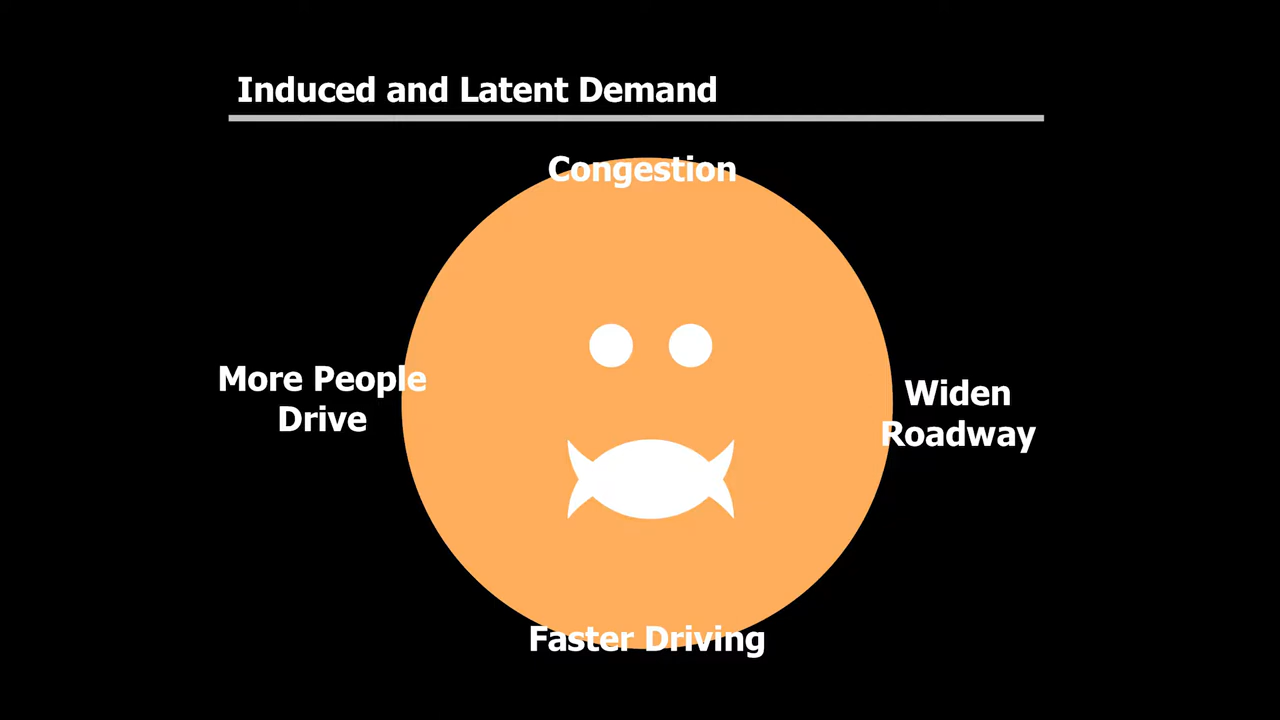 Induced and Latent Demand
Congestion
More People
Drive
Widen
Roadway
Faster Driving